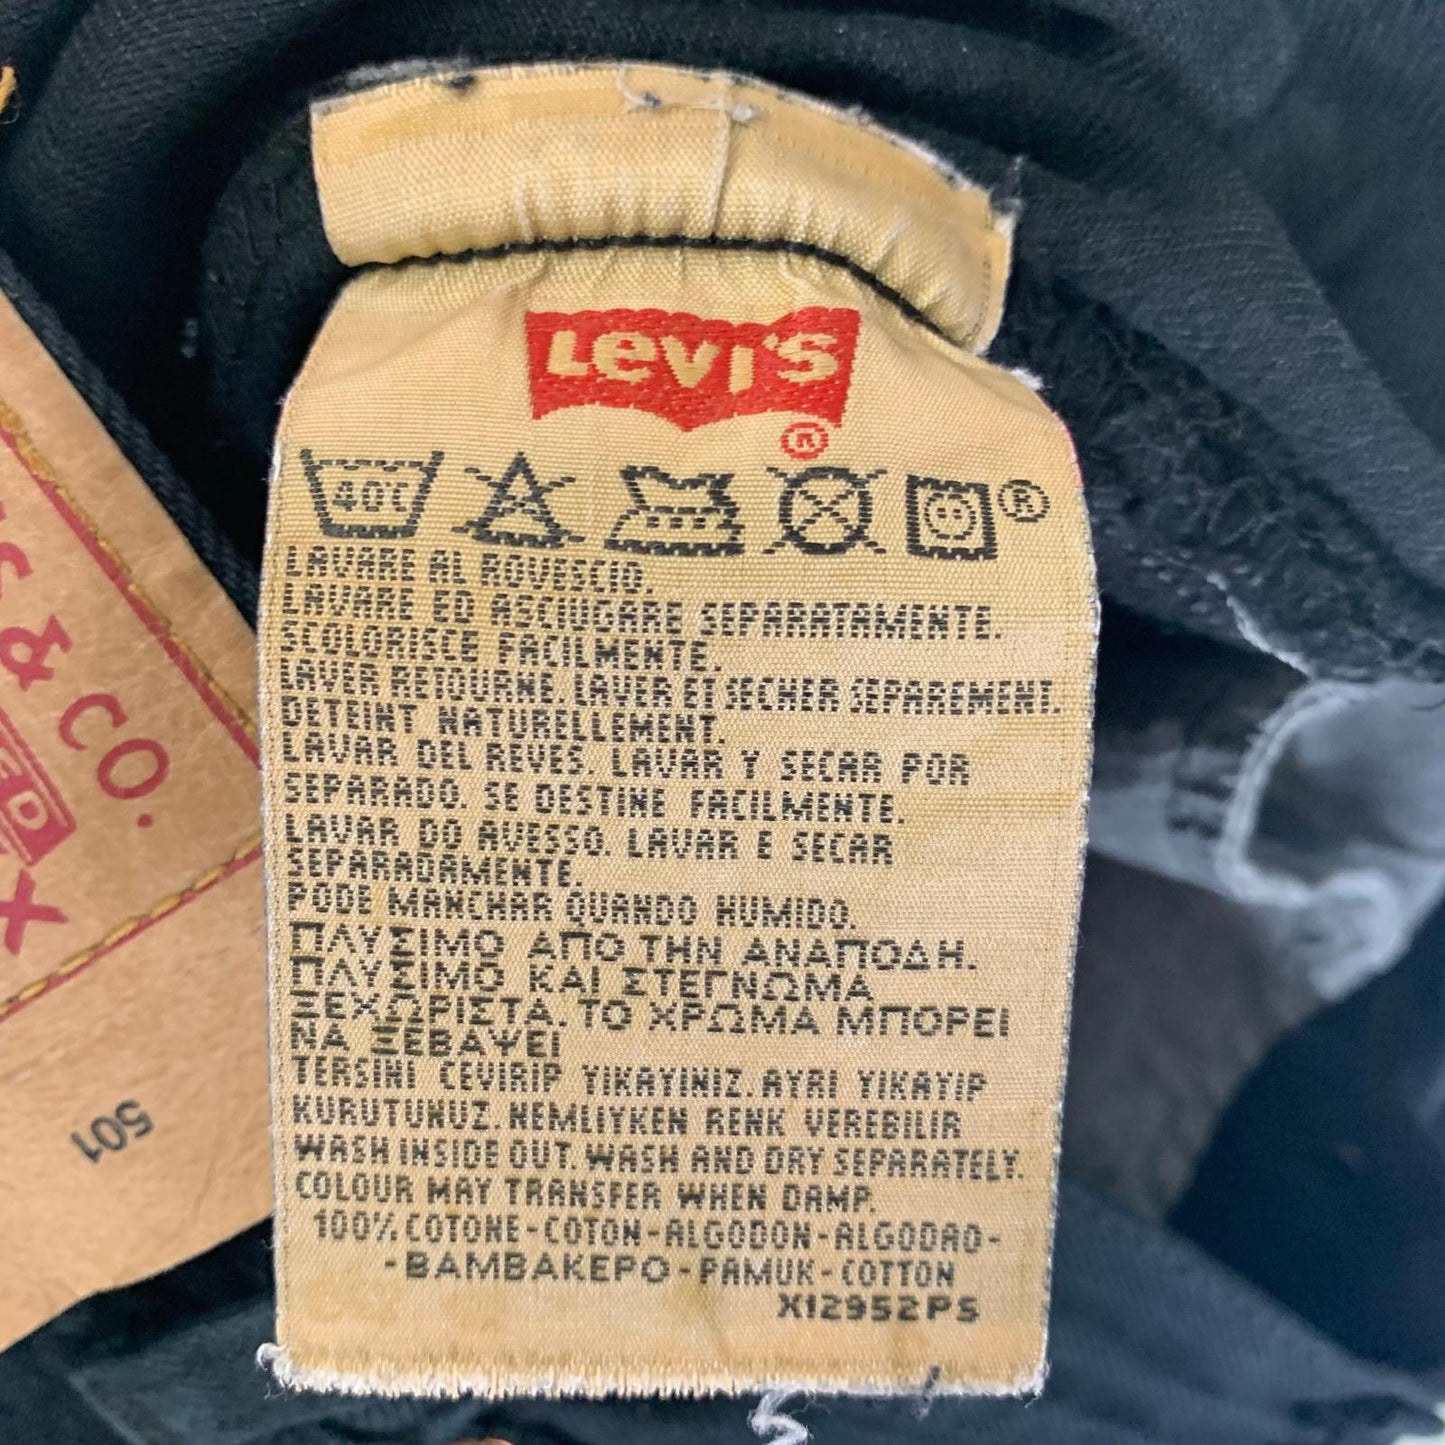 LEVI'S
®
40°C
®
LAVARE AL ROVESCIO.
LAVARE ED ASCIUGARE SEPARATAMENTE.
SCOLORISCE FACILMENTE.
LAVER RETOURNE. LAVER ET SECHER SEPAREMENT.
DETEINT NATURELLEMENT.
LAVAR DEL REVES. LAVAR Y SECAR POR
SEPARADO. SE DESTINE FACILMENTE.
LAVAR DO AVESSO. LAVAR E SECAR
SEPARADAMENTE.
PODE MANCHAR QUANDO HUMIDO.
ΠΛΥΣΙΜΟ ΑΠΟ ΤΗΝ ΑΝΑΠΟΔΗ.
ΠΛΥΣΙΜΟ ΚΑΙ ΣΤΕΓΝΩΜΑ
ΞΕΧΩΡΙΣΤΑ. ΤΟ ΧΡΩΜΑ ΜΠΟΡΕΙ
ΝΑ ΞΕΒΑΨΕΙ
TERSINI CEVIRIP YIKAYINIZ. AYRI YIKAYIP
KURUTUNUZ. NEMLIYKEN RENK VEREBILIR
WASH INSIDE OUT. WASH AND DRY SEPARATELY.
COLOUR MAY TRANSFER WHEN DAMP.
100% COTONE - COTON - ALGODON - ALGODAO -
- ΒΑΜΒΑΚΕΡΟ - PAMUK - COTTON
X12952PS
& CO.
501